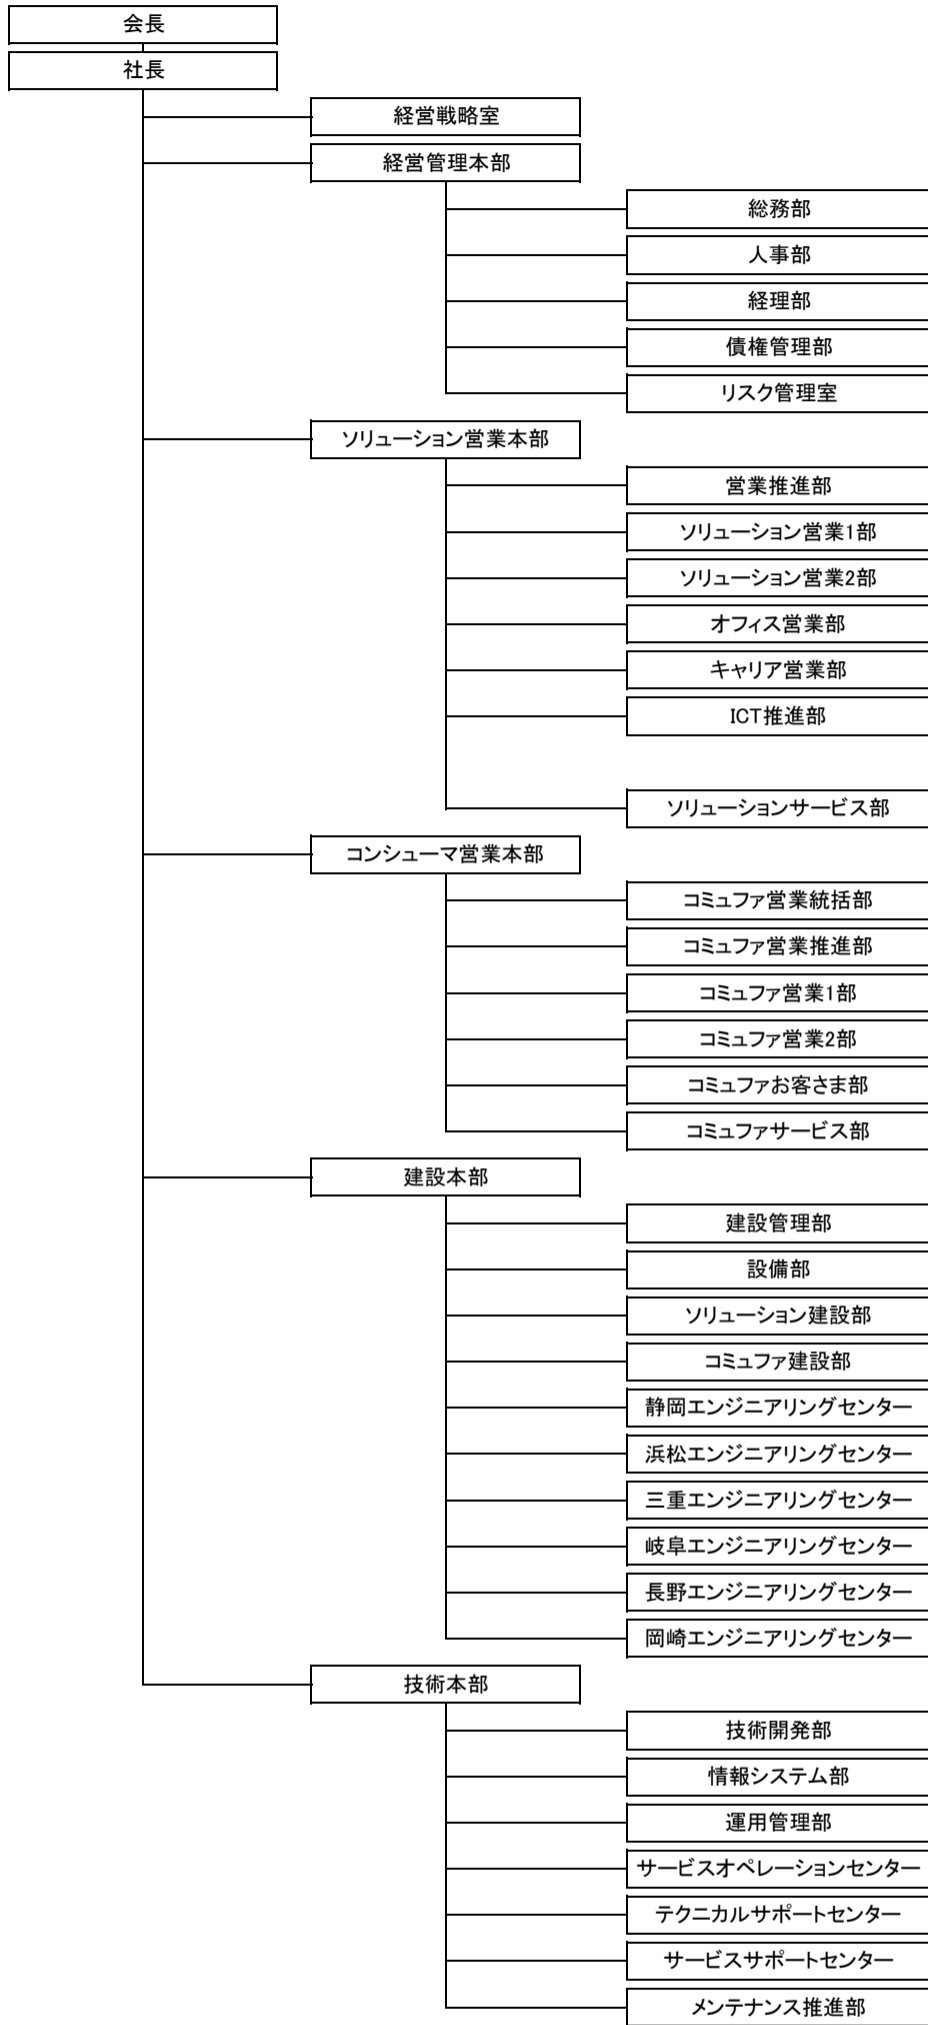 会長
社長
経営戦略室
経営管理本部
総務部
人事部
経理部
債権管理部
リスク管理室
ソリューション営業本部
営業推進部
ソリューション営業1部
ソリューション営業2部
オフィス営業部
キャリア営業部
ICT推進部
ソリューションサービス部
コンシューマ営業本部
コミュファ営業統括部
コミュファ営業推進部
コミュファ営業1部
コミュファ営業2部
コミュファお客さま部
コミュファサービス部
建設本部
建設管理部
設備部
ソリューション建設部
コミュファ建設部
静岡エンジニアリングセンター
浜松エンジニアリングセンター
三重エンジニアリングセンター
岐阜エンジニアリングセンター
長野エンジニアリングセンター
岡崎エンジニアリングセンター
技術本部
技術開発部
情報システム部
運用管理部
サービスオペレーションセンター
テクニカルサポートセンター
サービスサポートセンター
メンテナンス推進部